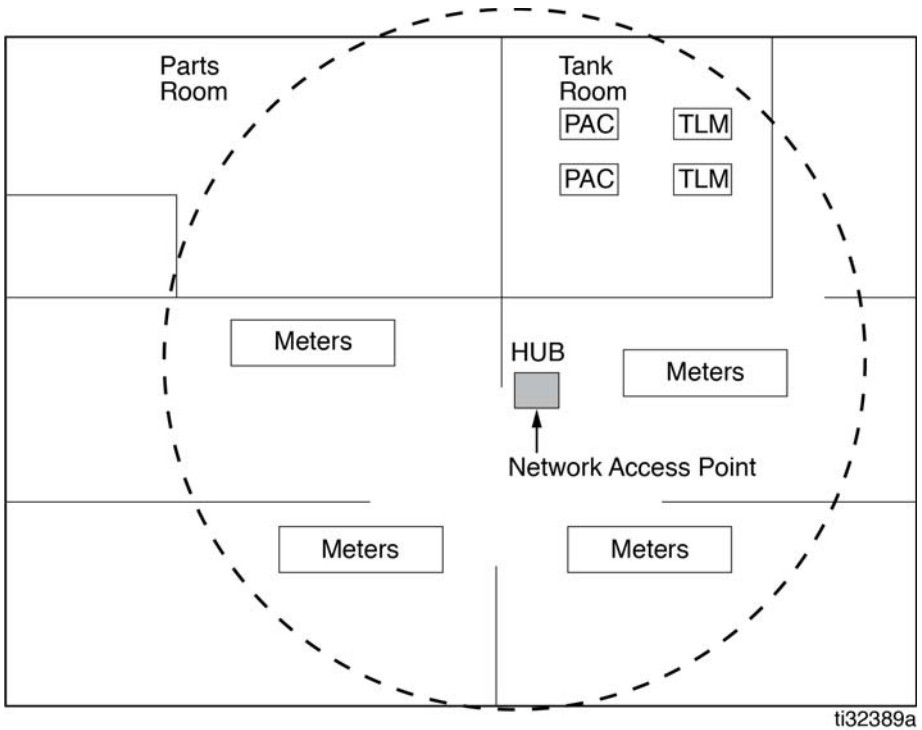 Parts
Room
Tank
Room
PAC
TLM
PAC
TLM
Meters
HUB
Meters
Network Access Point
Meters
Meters
ti32389a